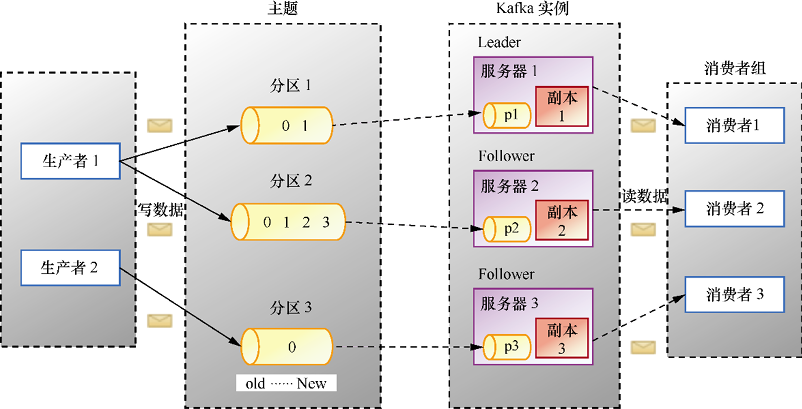 主题
Kafka 实例
消费者组
Leader
分区 1
0 1
服务器 1
p1
副本
1
消费者1
生产者 1
Follower
分区 2
0 1 2 3
服务器 2
p2
副本
2
写数据
读数据
消费者 2
生产者 2
Follower
分区 3
0
服务器 3
p3
副本
3
消费者 3
old ······ New